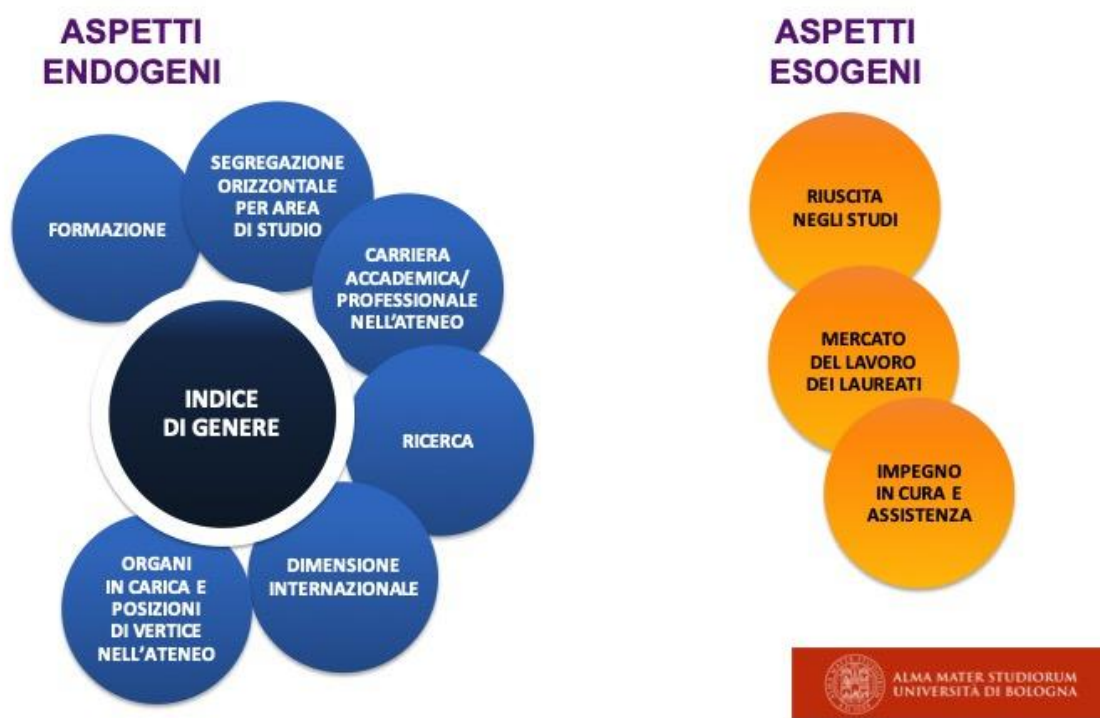 ASPETTI
ENDOGENI
FORMAZIONE
SEGREGAZIONE
ORIZZONTALE
PER AREA
DI STUDIO
CARRIERA
ACCADEMICA/
PROFESSIONALE
NELL'ATENEO
RICERCA
DIMENSIONE
INTERNAZIONALE
ORGANI
IN CARICA E
POSIZIONI
DI VERTICE
NELL'ATENEO
INDICE
DI GENERE
ASPETTI
ESOGENI
RIUSCITA
NEGLI STUDI
MERCATO
DEL LAVORO
DEI LAUREATI
IMPEGNO
IN CURA E
ASSISTENZA
ALMA MATER STUDIORUM
UNIVERSITÀ DI BOLOGNA